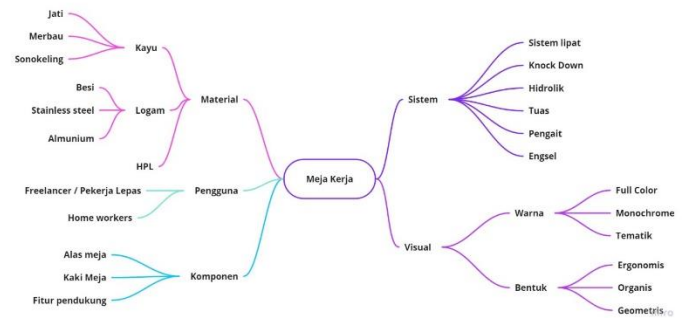 Meja Kerja
Material
Kayu
Jati
Merbau
Sonokeling
Logam
Besi
Stainless steel
Almunium
HPL
Pengguna
Freelancer / Pekerja Lepas
Home workers
Komponen
Alas meja
Kaki Meja
Fitur pendukung
Sistem
Sistem lipat
Knock Down
Hidrolik
Tuas
Pengait
Engsel
Visual
Warna
Full Color
Monochrome
Tematik
Bentuk
Ergonomis
Organis
Geometris
miro